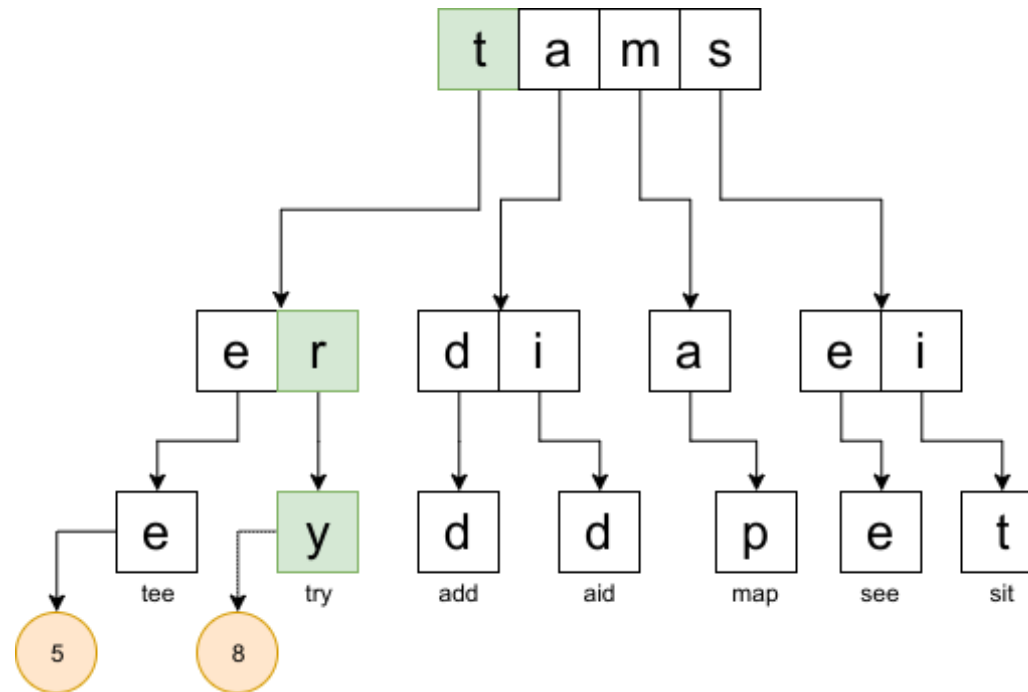 t a m s
e r d i a e i
e y d d p e t
tee try add aid map see sit
5 8